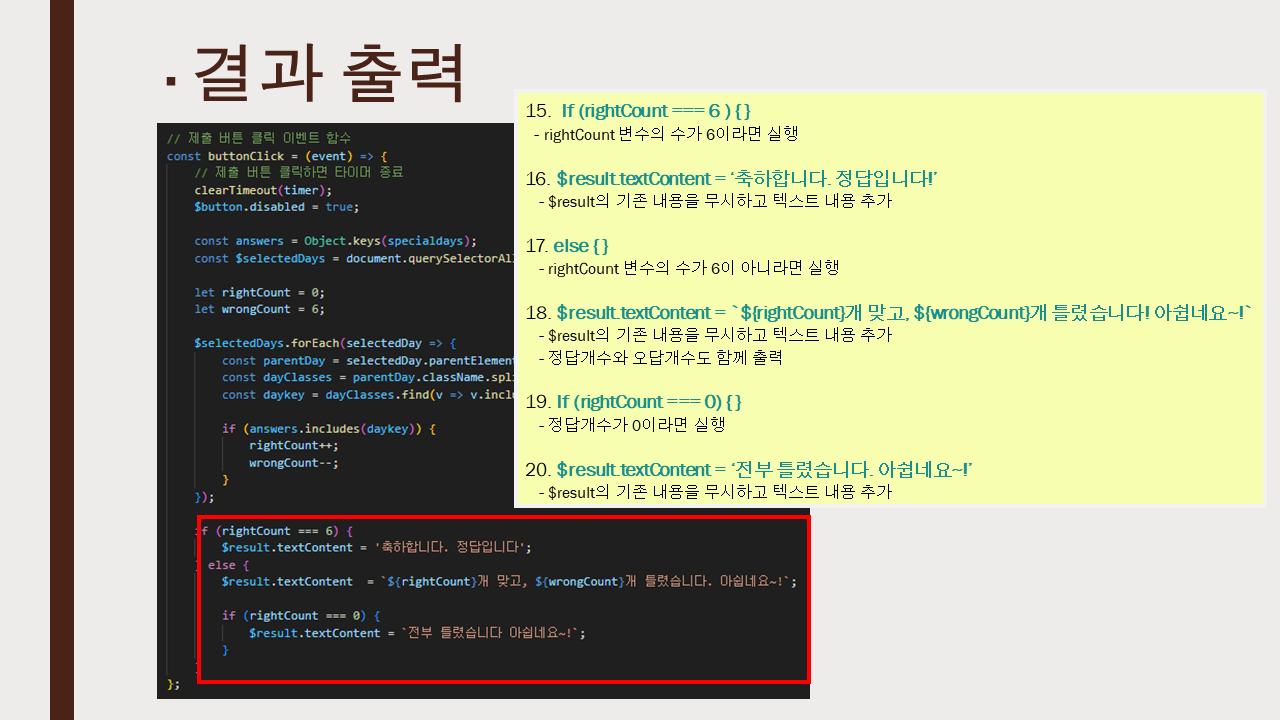 ▪ 결과 출력
// 제출 버튼 클릭 이벤트 함수
const buttonClick = (event) => {
// 제출 버튼 클릭하면 타이머 종료
clearTimeout(timer);
$button.disabled = true;
const answers = Object.keys(specialdays);
const $selectedDays = document.querySelectorAll
let rightCount = 0;
let wrongCount = 6;
$selectedDays.forEach(selectedDay => {
const parentDay = selectedDay.parentElement
const dayClasses = parentDay.className.spl
const daykey = dayClasses.find(v => v.inclu
if (answers.includes(daykey)) {
rightCount++;
wrongCount--;
}
});
if (rightCount === 6) {
$result.textContent = '축하합니다. 정답입니다';
else {
$result.textContent = `${rightCount}개 맞고, ${wrongCount}개 틀렸습니다. 아쉽네요~!`;
if (rightCount === 0) {
$result.textContent = `전부 틀렸습니다 아쉽네요~!`;
}
};
15. If (rightCount === 6 ) { }
- rightCount 변수의 수가 6이라면 실행
16. $result.textContent = ‘축하합니다. 정답입니다!’
- $result의 기존 내용을 무시하고 텍스트 내용 추가
17. else { }
- rightCount 변수의 수가 6이 아니라면 실행
18. $result.textContent = `${rightCount}개 맞고, ${wrongCount}개 틀렸습니다! 아쉽네요~!`
- $result의 기존 내용을 무시하고 텍스트 내용 추가
- 정답개수와 오답개수도 함께 출력
19. If (rightCount === 0) { }
- 정답개수가 0이라면 실행
20. $result.textContent = ‘전부 틀렸습니다. 아쉽네요~!’
- $result의 기존 내용을 무시하고 텍스트 내용 추가